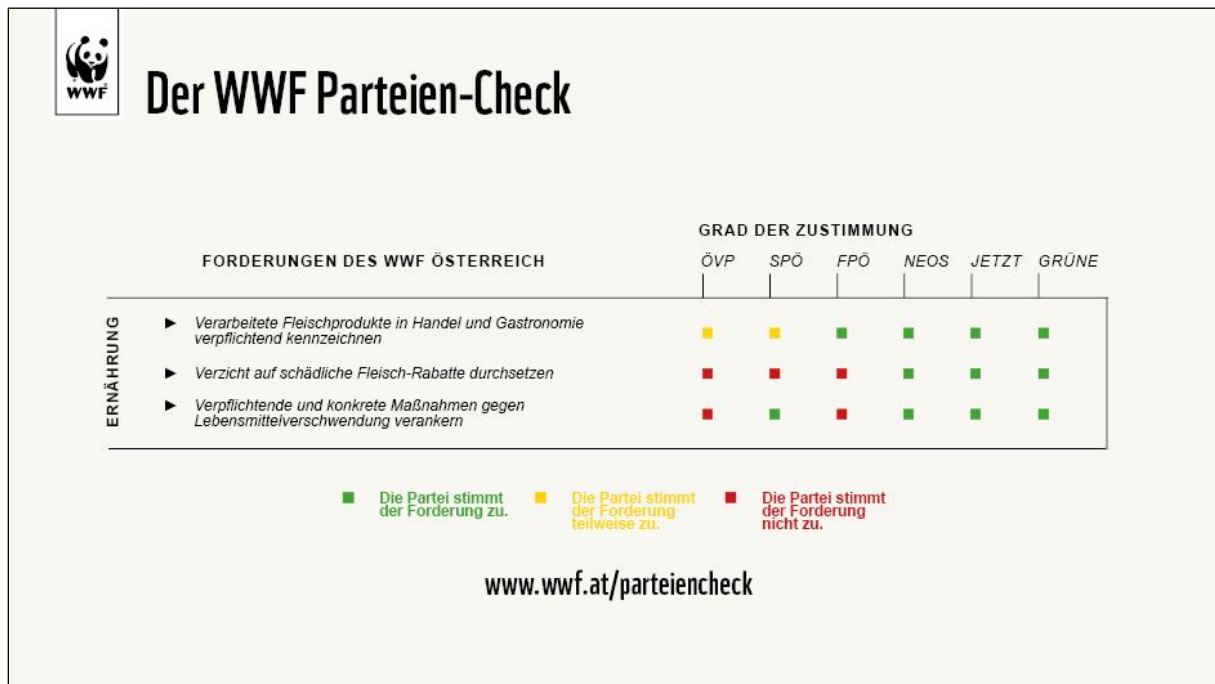 WWF
Der WWF Parteien-Check
GRAD DER ZUSTIMMUNG
FORDERUNGEN DES WWF ÖSTERREICH
ÖVP SPÖ FPÖ NEOS JETZT GRÜNE
ERNÄHRUNG
► Verarbeitete Fleischprodukte in Handel und Gastronomie
verpflichtend kennzeichnen
► Verzicht auf schädliche Fleisch-Rabatte durchsetzen
► Verpflichtende und konkrete Maßnahmen gegen
Lebensmittelverschwendung verankern
Die Partei stimmt
der Forderung zu.
Die Partei stimmt
der Forderung
teilweise zu.
Die Partei stimmt
der Forderung
nicht zu.
www.wwf.at/parteiencheck